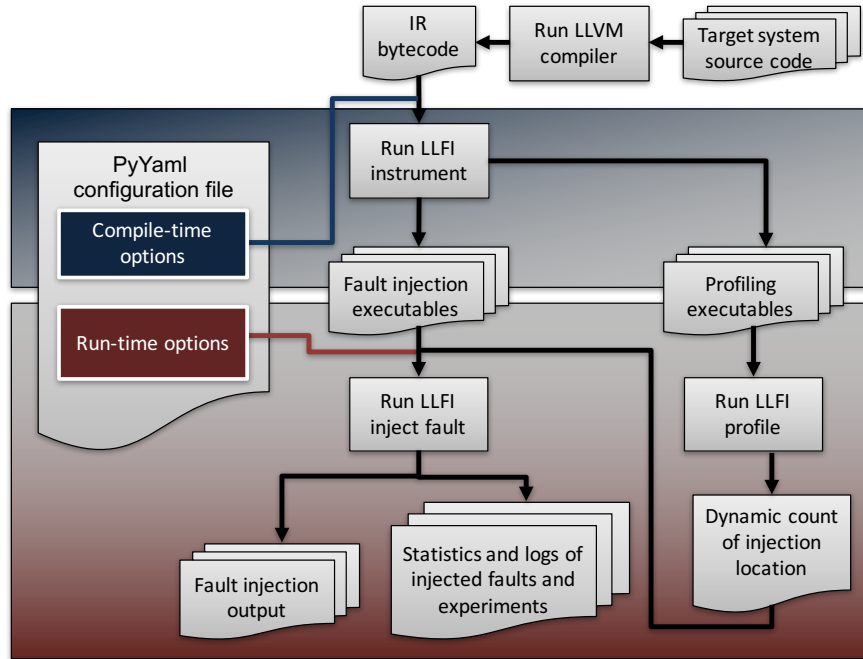 IR
bytecode
Run LLVM
compiler
Target system
source code
PyYaml
configuration file
Compile-time
options
Run-time options
Run LLFI
instrument
Fault injection
executables
Profiling
executables
Run LLFI
inject fault
Run LLFI
profile
Fault injection
output
Statistics and logs of
injected faults and
experiments
Dynamic count
of injection
location